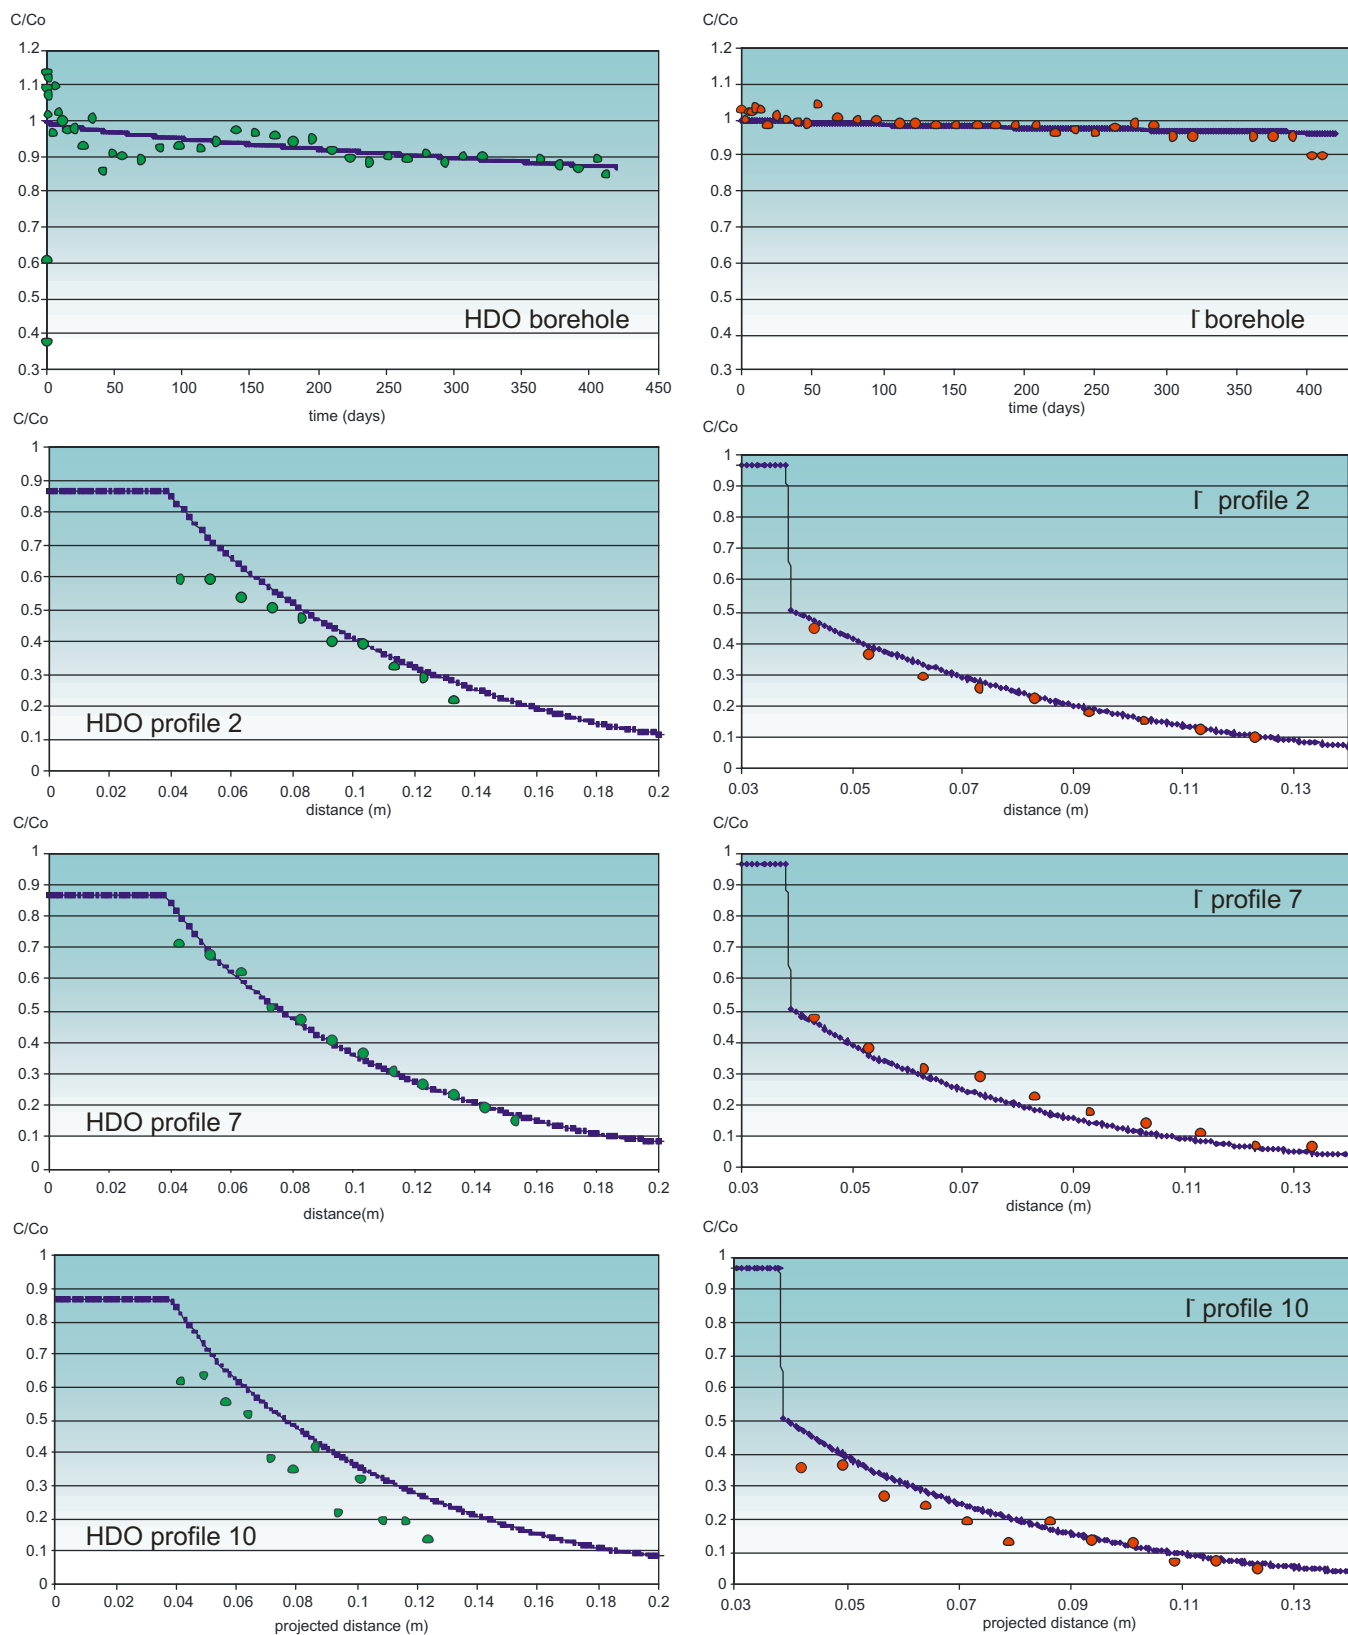 C/Co
1.2
1.1
1
0.9
0.8
0.7
0.6
0.5
0.4
0.3
HDO borehole
0 50 100 150 200 250 300 350 400 450
time (days)
C/Co
1.2
1.1
1
0.9
0.8
0.7
0.6
0.5
0.4
0.3
I⁻ borehole
0 50 100 150 200 250 300 350 400
time (days)
C/Co
1
0.9
0.8
0.7
0.6
0.5
0.4
0.3
0.2
0.1
0
HDO profile 2
0 0.02 0.04 0.06 0.08 0.1 0.12 0.14 0.16 0.18 0.2
distance (m)
C/Co
1
0.9
0.8
0.7
0.6
0.5
0.4
0.3
0.2
0.1
0
I⁻ profile 2
0.03 0.05 0.07 0.09 0.11 0.13
distance (m)
C/Co
1
0.9
0.8
0.7
0.6
0.5
0.4
0.3
0.2
0.1
0
HDO profile 7
0 0.02 0.04 0.06 0.08 0.1 0.12 0.14 0.16 0.18 0.2
distance(m)
C/Co
1
0.9
0.8
0.7
0.6
0.5
0.4
0.3
0.2
0.1
0
I⁻ profile 7
0.03 0.05 0.07 0.09 0.11 0.13
distance (m)
C/Co
1
0.9
0.8
0.7
0.6
0.5
0.4
0.3
0.2
0.1
0
HDO profile 10
0 0.02 0.04 0.06 0.08 0.1 0.12 0.14 0.16 0.18 0.2
projected distance (m)
C/Co
1
0.9
0.8
0.7
0.6
0.5
0.4
0.3
0.2
0.1
0
I⁻ profile 10
0.03 0.05 0.07 0.09 0.11 0.13
projected distance (m)